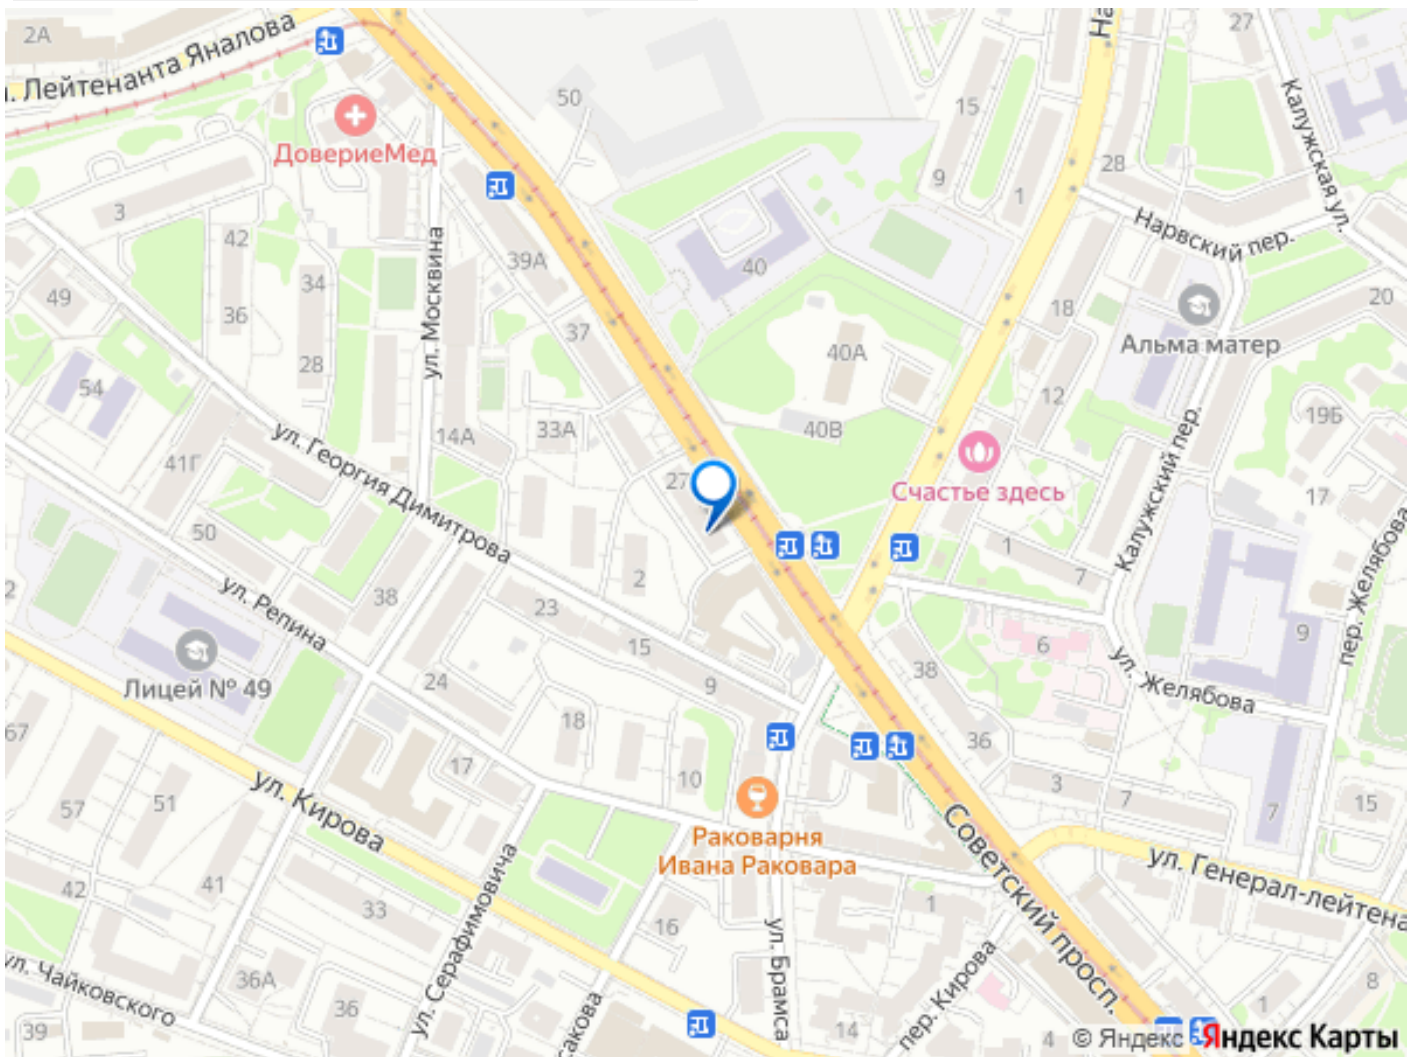 2А
27
На
ул. Лейтенанта Яналова
50
15
Калужская ул.
ДовериеМед
28
9
1
3
7
42
39А
40
Нарвский пер.
ул. Москвина
34
49
36
18
20
37
40А
Альма матер
28
54
12
19Б
14А
33А
40В
ул. Георгия Димитрова
41Г
27
Счастье здесь
17
Калужский пер.
50
2
1
7
пер. Желябова
ул. Репина
38
23
15
6
9
Лицей № 49
24
9
38
ул. Желябова
67
18
36
17
10
3
7
7
15
57
51
ул. Кирова
Раковарня
Ивана Раковара
Советский просп.
ул. Генерал-лейтена
42
41
33
ул. Серафимовича
1
16
ул. Брамса
пер. Кирова
ул. Чайковского
36А
36
8
1
39
сакова
14
4
© Яндекс Яндекс Карты